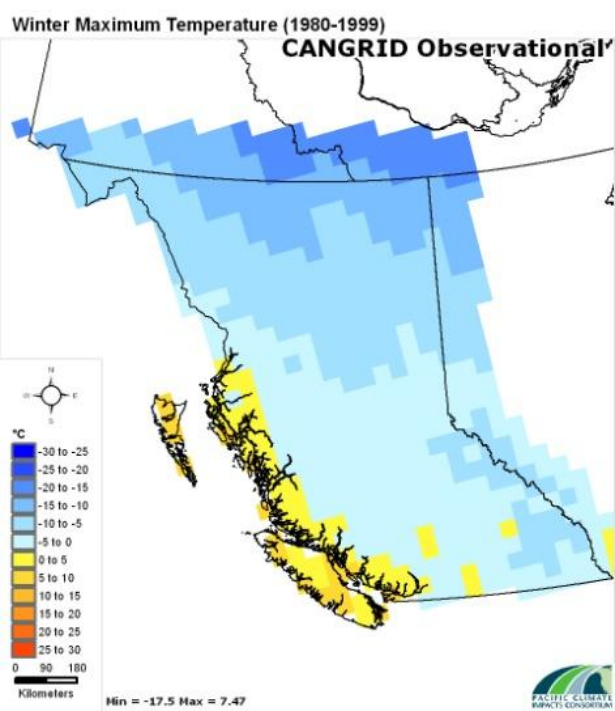 Winter Maximum Temperature (1980-1999)
CANGRID Observational
N
W E
S
°C
-30 to -25
-25 to -20
-20 to -15
-15 to -10
-10 to -5
-5 to 0
0 to 5
5 to 10
10 to 15
15 to 20
20 to 25
25 to 30
0 90 180
Kilometers
Min = -17.5 Max = 7.47
PACIFIC CLIMATE
IMPACTS CONSORTIUM